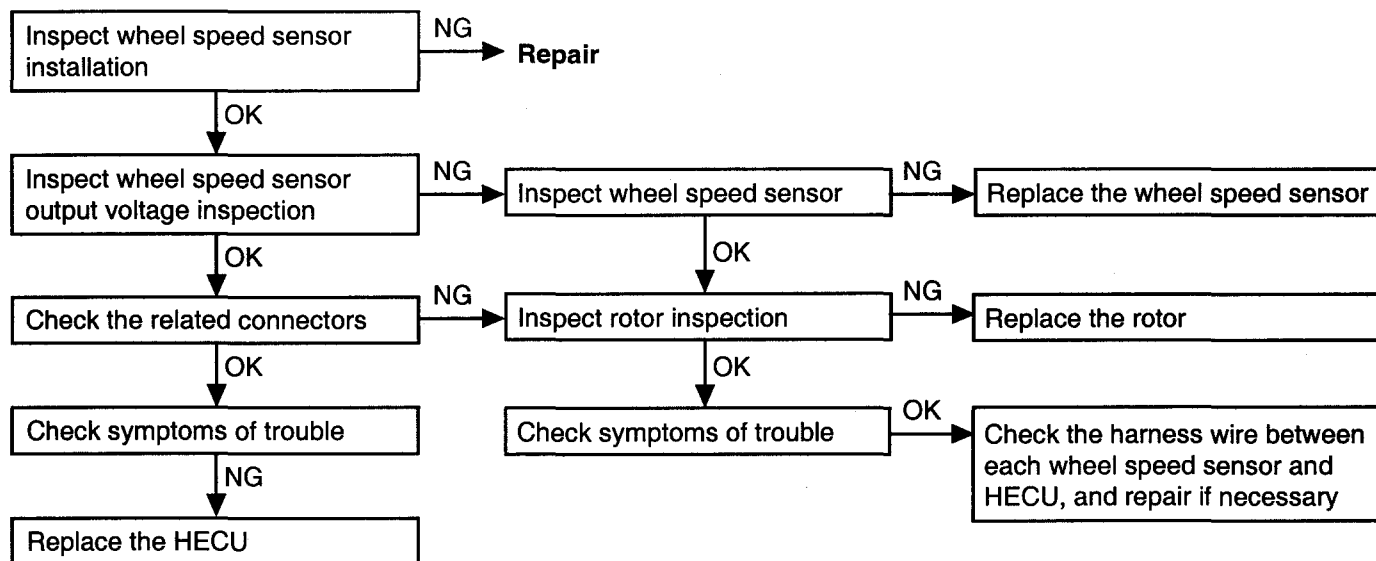 Inspect wheel speed sensor
installation
NG
Repair
OK
Inspect wheel speed sensor
output voltage inspection
NG
Inspect wheel speed sensor
NG
Replace the wheel speed sensor
OK
OK
Check the related connectors
NG
Inspect rotor inspection
NG
Replace the rotor
OK
OK
Check symptoms of trouble
Check symptoms of trouble
OK
Check the harness wire between
each wheel speed sensor and
HECU, and repair if necessary
NG
Replace the HECU